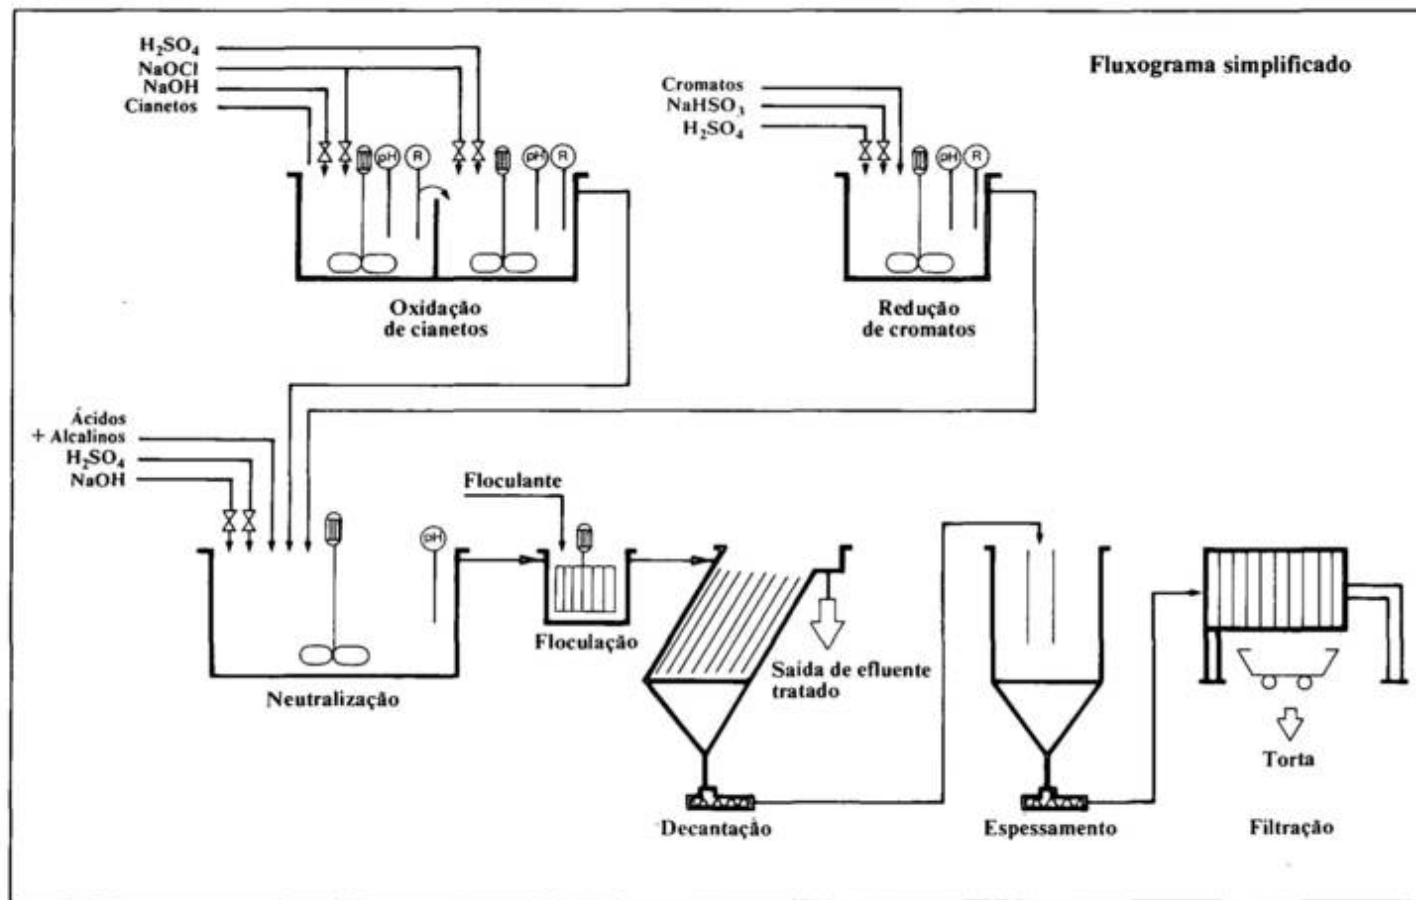 Fluxograma simplificado
H₂SO₄
NaOCl
NaOH
Cianetos
pH
R
pH
R
Oxidação
de cianetos
Cromatos
NaHSO₃
H₂SO₄
pH
R
Redução
de cromatos
Ácidos
+ Alcalinos
H₂SO₄
NaOH
pH
Neutralização
Floculante
Floculação
Saída de efluente
tratado
Decantação
Espessamento
Torta
Filtração